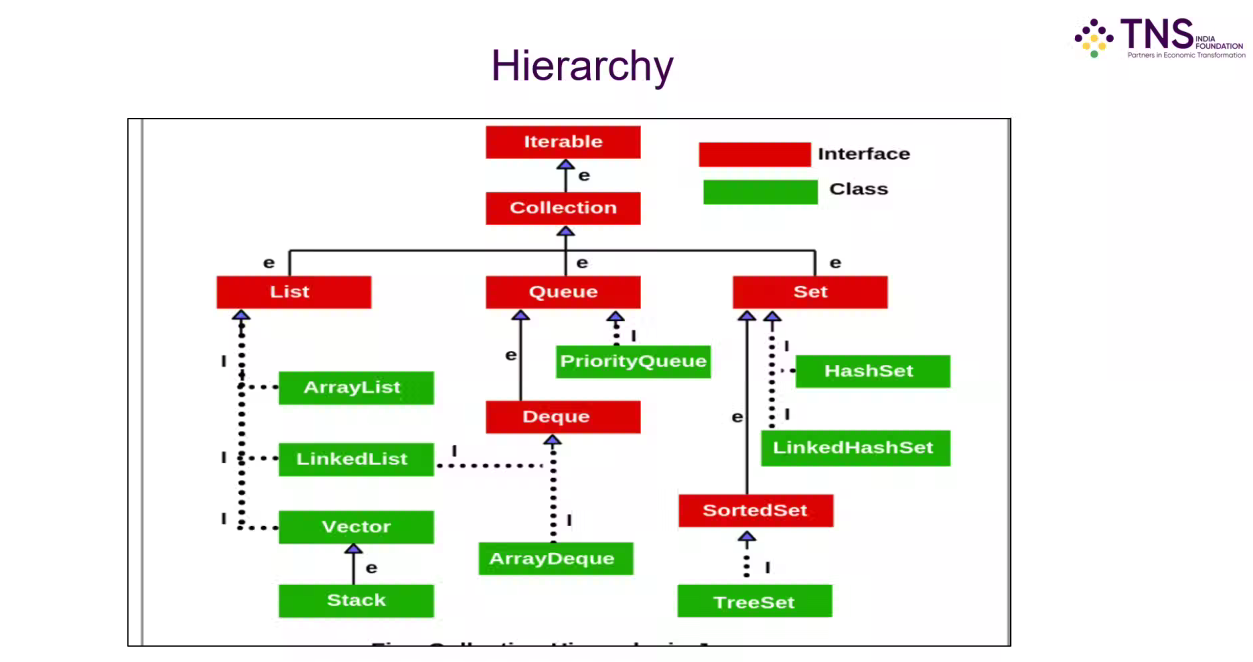 TNS
INDIA
FOUNDATION
Partners in Economic Transformation
Hierarchy
Iterable
Interface
e
Class
Collection
e
e
e
List
Queue
Set
I
e
I
PriorityQueue
I
HashSet
ArrayList
Deque
e
I
LinkedHashSet
I
LinkedList
I
SortedSet
I
Vector
I
ArrayDeque
e
I
Stack
TreeSet